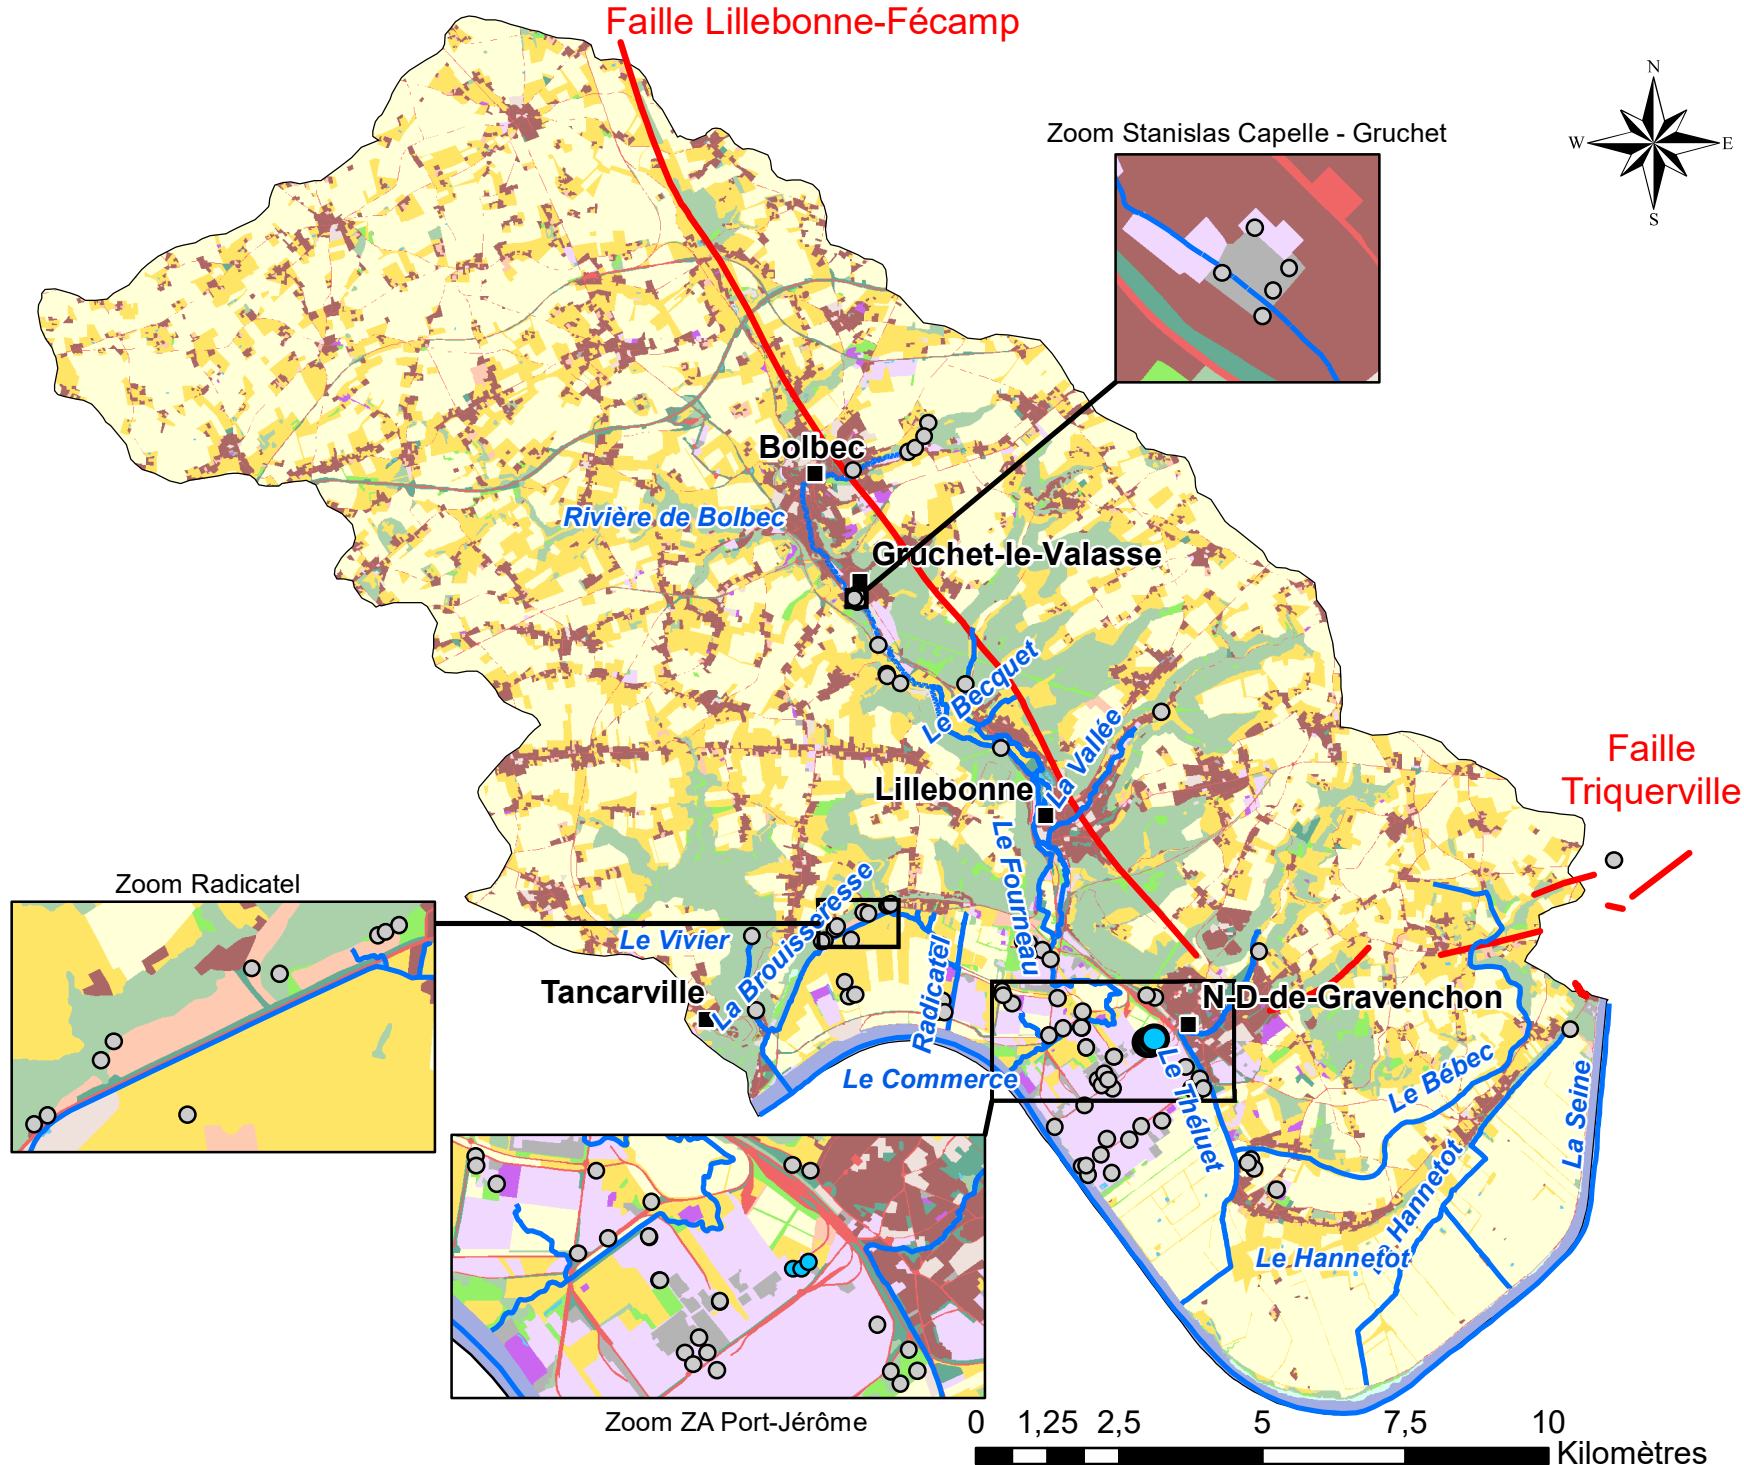 Faille Lillebonne-Fécamp
N
W
E
S
Zoom Stanislas Capelle - Gruchet
Bolbec
Rivière de Bolbec
Gruchet-le-Valasse
Le Becquet
La Vallée
Faille
Triquerville
Lillebonne
Le Fourneau
Zoom Radicatel
La Brouisseresse
Le Vivier
Radicatel
Tancarville
N-D-de-Gravenchon
Le Commerce
Le Théluet
Le Bébec
La Seine
Le Hannetot
Le Hannetot
Zoom ZA Port-Jérôme
0 1,25 2,5 5 7,5 10
Kilomètres